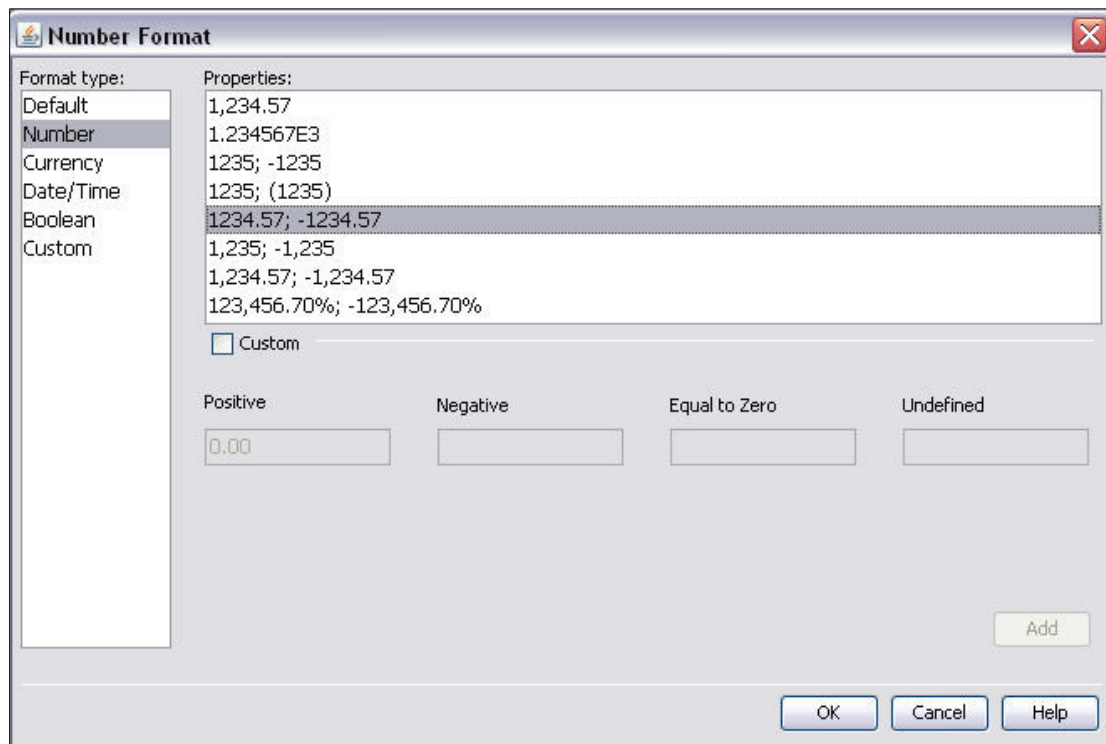 Number Format
Format type:
Default
Number
Currency
Date/Time
Boolean
Custom
Properties:
1,234.57
1.234567E3
1235; -1235
1235; (1235)
1234.57; -1234.57
1,235; -1,235
1,234.57; -1,234.57
123,456.70%; -123,456.70%
Custom
Positive Negative Equal to Zero Undefined
0.00
Add
OK Cancel Help